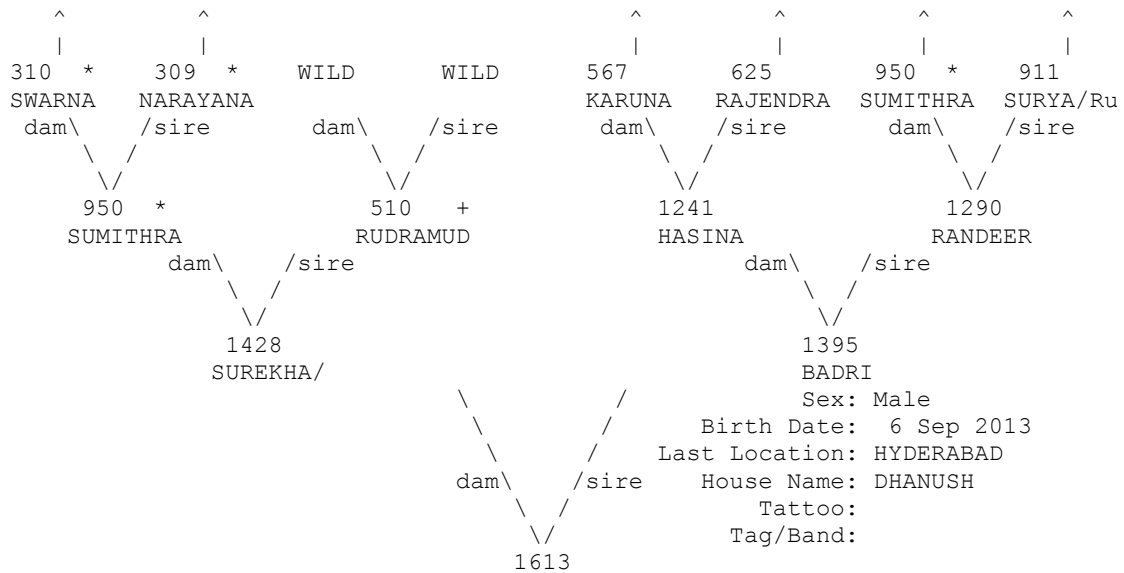 ^ ^ ^ ^ ^ ^
| | | | | |
310 * 309 * WILD WILD 567 625 950 * 911
SWARNA NARAYANA KARUNA RAJENDRA SUMITHRA SURYA/Ru
dam\ /sire dam\ /sire dam\ /sire dam\ /sire
\ / \ / \ / \ /
\/ \/ \/ \/
950 * 510 + 1241 1290
SUMITHRA RUDRAMUD HASINA RANDEER
dam\ /sire dam\ /sire
\ / \ /
\/ \/
1428 1395
SUREKHA/ BADRI
\ / Sex: Male
\ / Birth Date: 6 Sep 2013
\ / Last Location: HYDERABAD
dam\ /sire House Name: DHANUSH
\ / Tattoo:
\/ Tag/Band:
1613